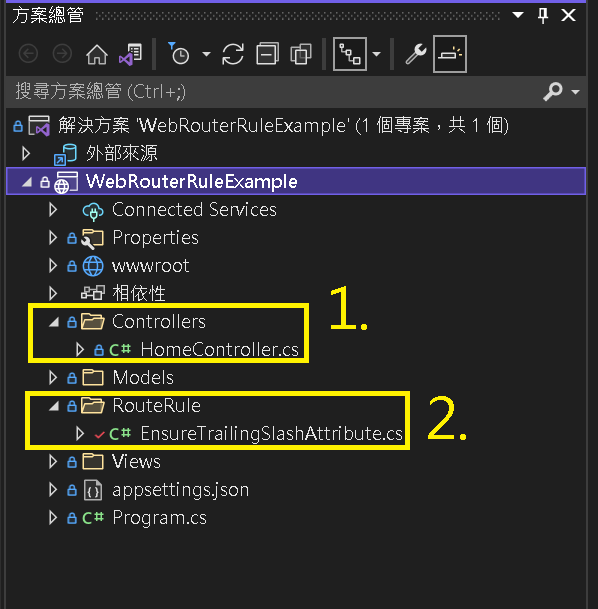 方案總管
搜尋方案總管 (Ctrl+;)
解決方案 'WebRouterRuleExample' (1 個專案，共 1 個)
外部來源
WebRouterRuleExample
Connected Services
Properties
wwwroot
相依性
Controllers
1.
C# HomeController.cs
Models
RouteRule
2.
C# EnsureTrailingSlashAttribute.cs
Views
appsettings.json
C# Program.cs